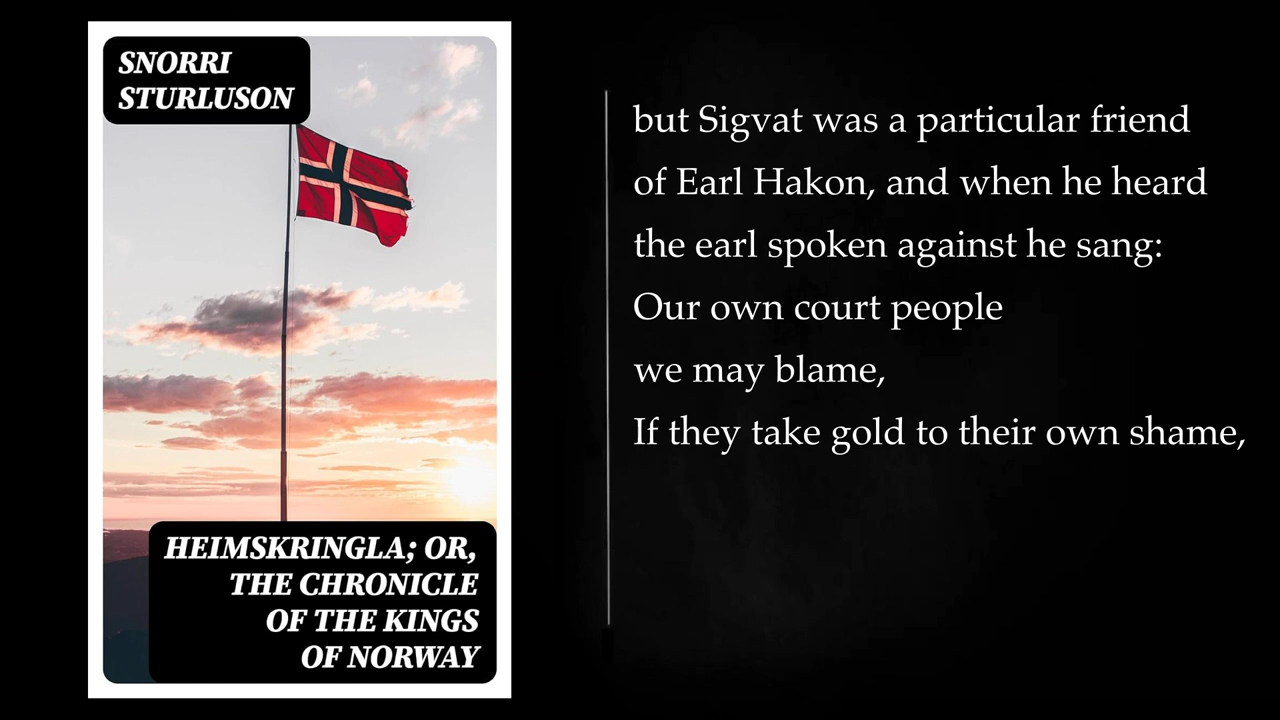 SNORRI
STURLUSON
HEIMSKRINGLA; OR,
THE CHRONICLE
OF THE KINGS
OF NORWAY
but Sigvat was a particular friend
of Earl Hakon, and when he heard
the earl spoken against he sang:
Our own court people
we may blame,
If they take gold to their own shame,